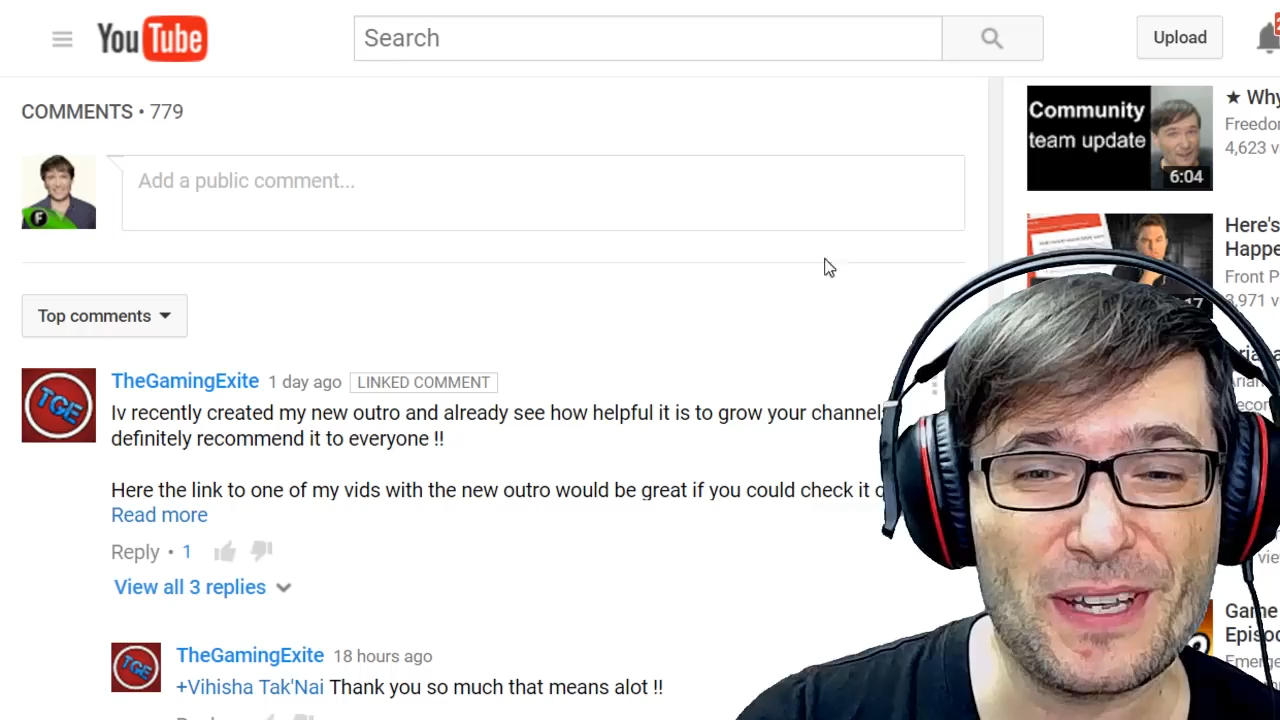 YouTube
Search
Upload
COMMENTS • 779
Add a public comment...
Top comments
TheGamingExite 1 day ago LINKED COMMENT
Iv recently created my new outro and already see how helpful it is to grow your channel
definitely recommend it to everyone !!
Here the link to one of my vids with the new outro would be great if you could check it
Read more
Reply • 1
View all 3 replies
TGE
TheGamingExite 18 hours ago
+Vihisha Tak'Nai Thank you so much that means alot !!
TGE
Community
team update
6:04
★ Why
Freedo
4,623 v
Here's
Happe
Front P
3,971 v
Game
Episo
Emerge